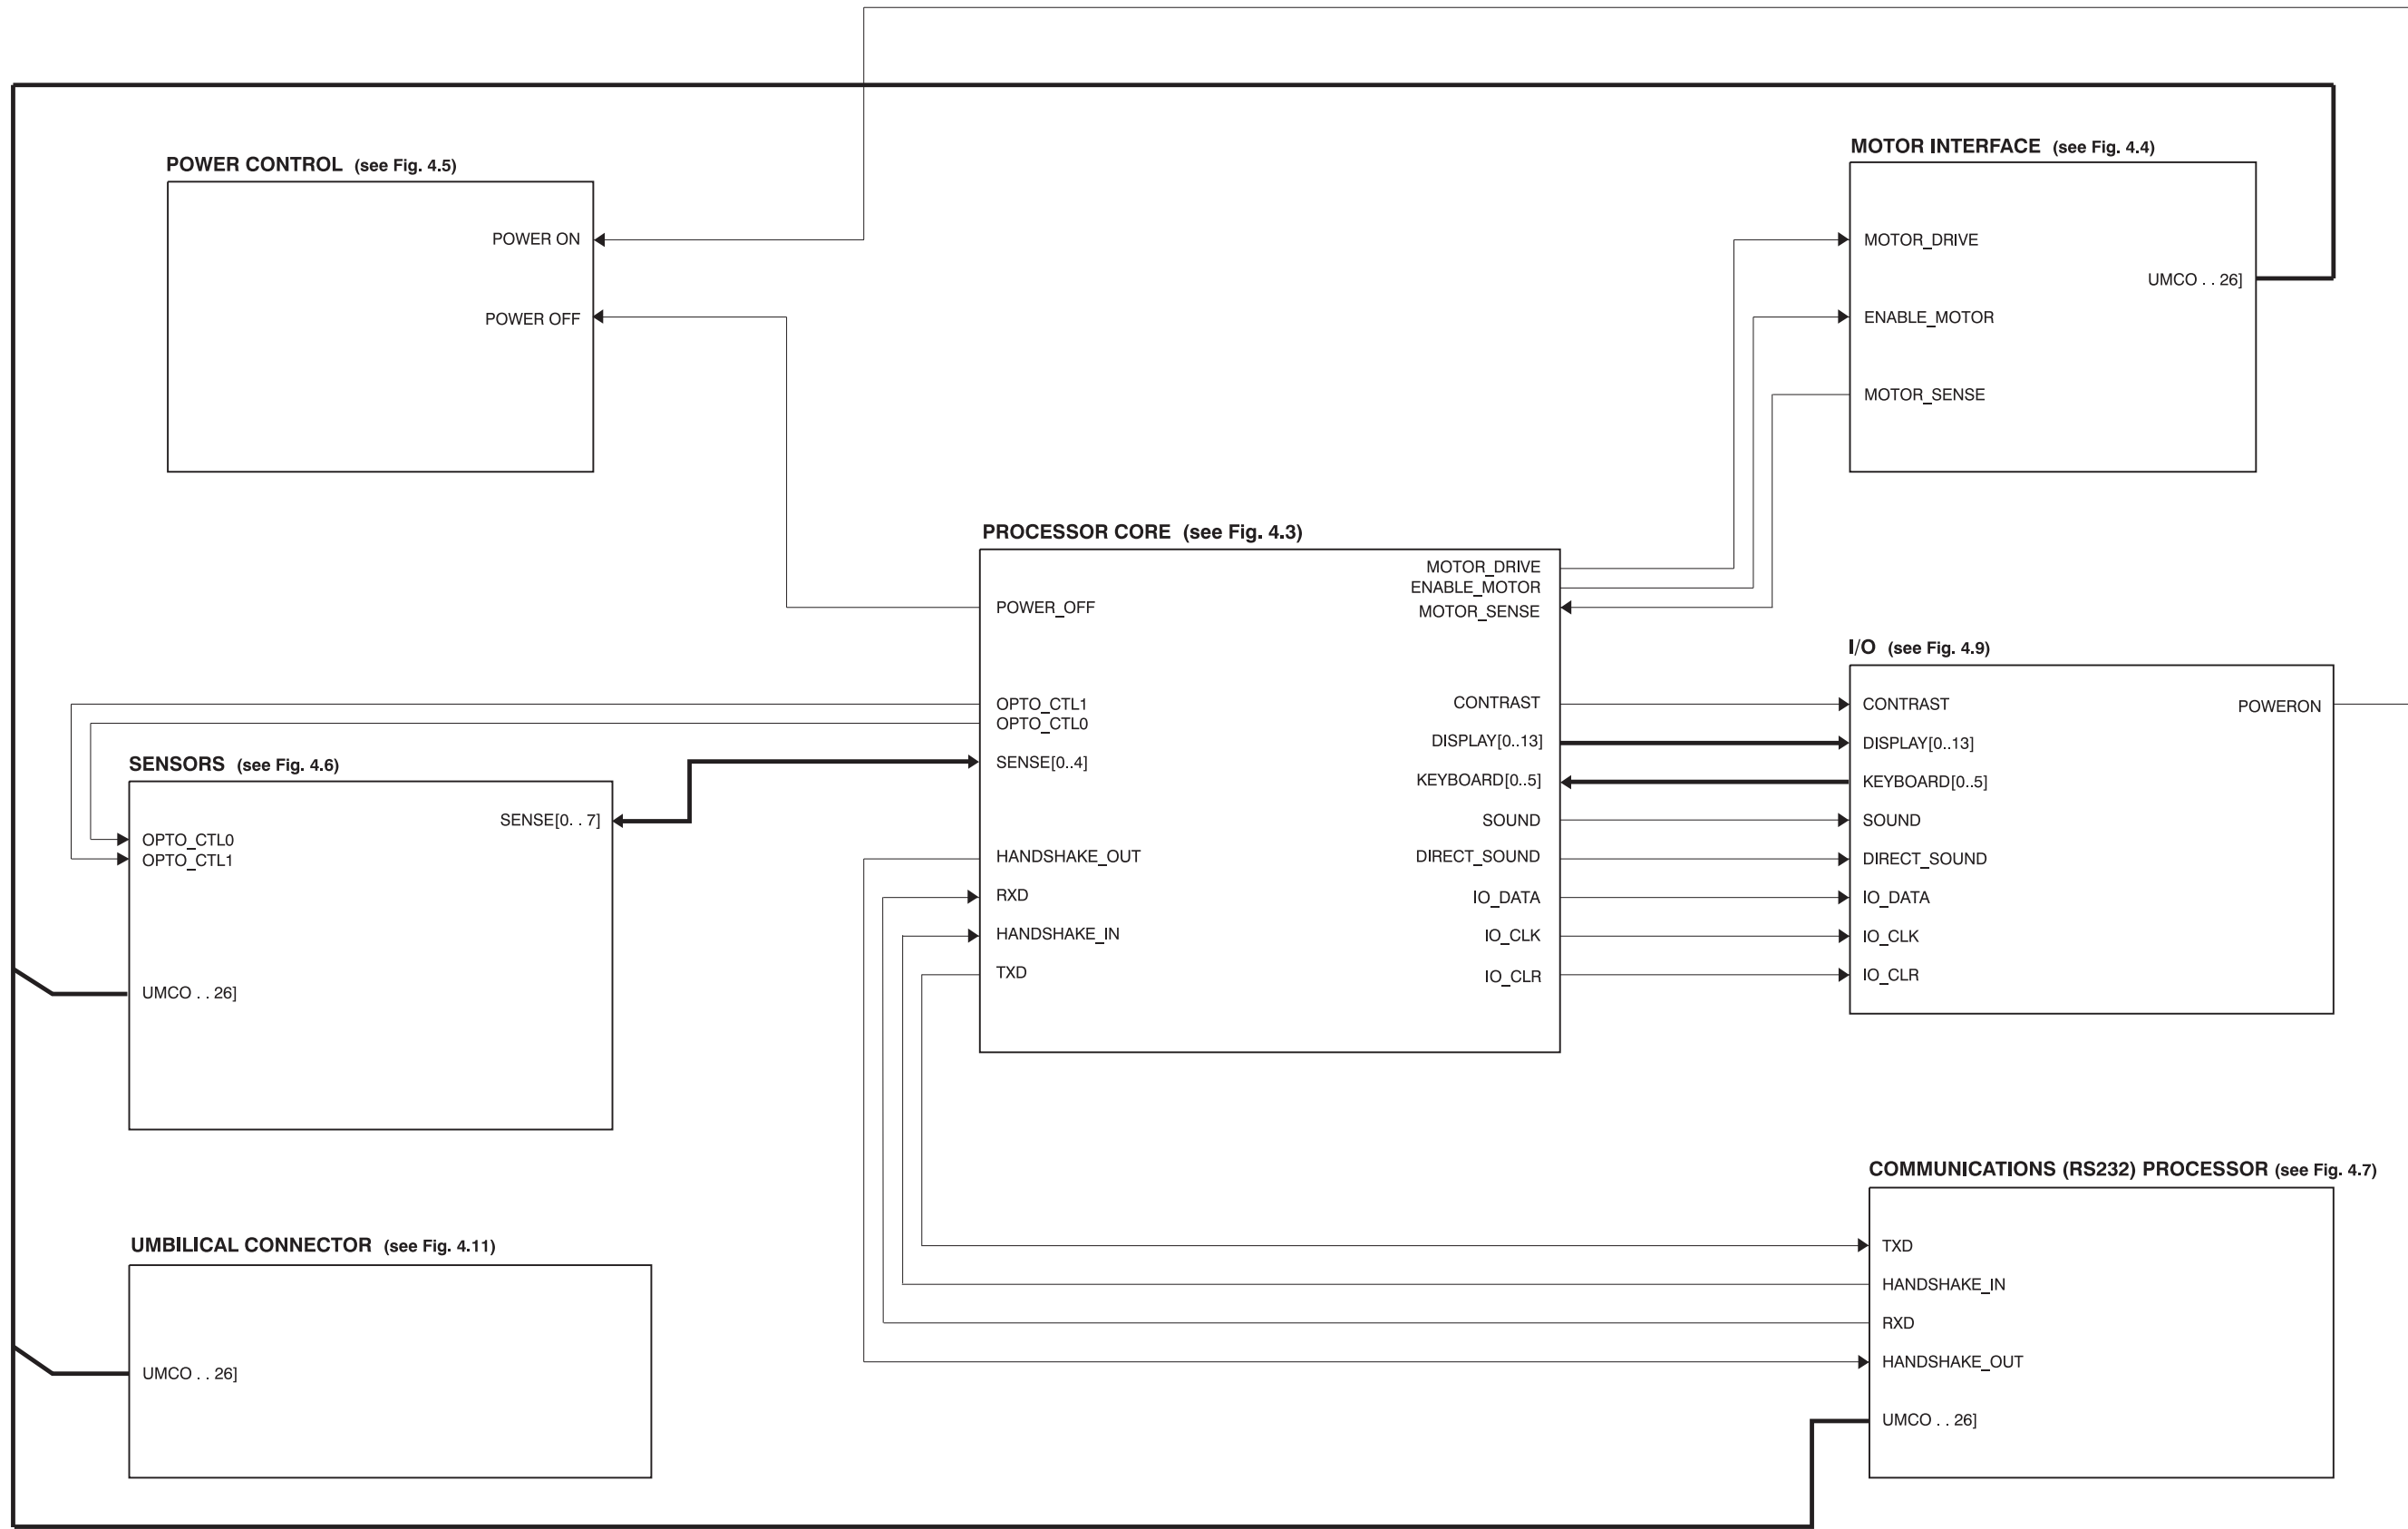 POWER CONTROL (see Fig. 4.5)
POWER ON
POWER OFF
MOTOR INTERFACE (see Fig. 4.4)
MOTOR_DRIVE
UMCO . . 26]
ENABLE_MOTOR
MOTOR_SENSE
PROCESSOR CORE (see Fig. 4.3)
MOTOR_DRIVE
ENABLE_MOTOR
POWER_OFF
MOTOR_SENSE
OPTO_CTL1
OPTO_CTL0
SENSE[0..4]
HANDSHAKE_OUT
RXD
HANDSHAKE_IN
TXD
CONTRAST
DISPLAY[0..13]
KEYBOARD[0..5]
SOUND
DIRECT_SOUND
IO_DATA
IO_CLK
IO_CLR
I/O (see Fig. 4.9)
CONTRAST
POWERON
DISPLAY[0..13]
KEYBOARD[0..5]
SOUND
DIRECT_SOUND
IO_DATA
IO_CLK
IO_CLR
SENSORS (see Fig. 4.6)
SENSE[0. . 7]
OPTO_CTL0
OPTO_CTL1
UMCO . . 26]
UMBILICAL CONNECTOR (see Fig. 4.11)
UMCO . . 26]
COMMUNICATIONS (RS232) PROCESSOR (see Fig. 4.7)
TXD
HANDSHAKE_IN
RXD
HANDSHAKE_OUT
UMCO . . 26]